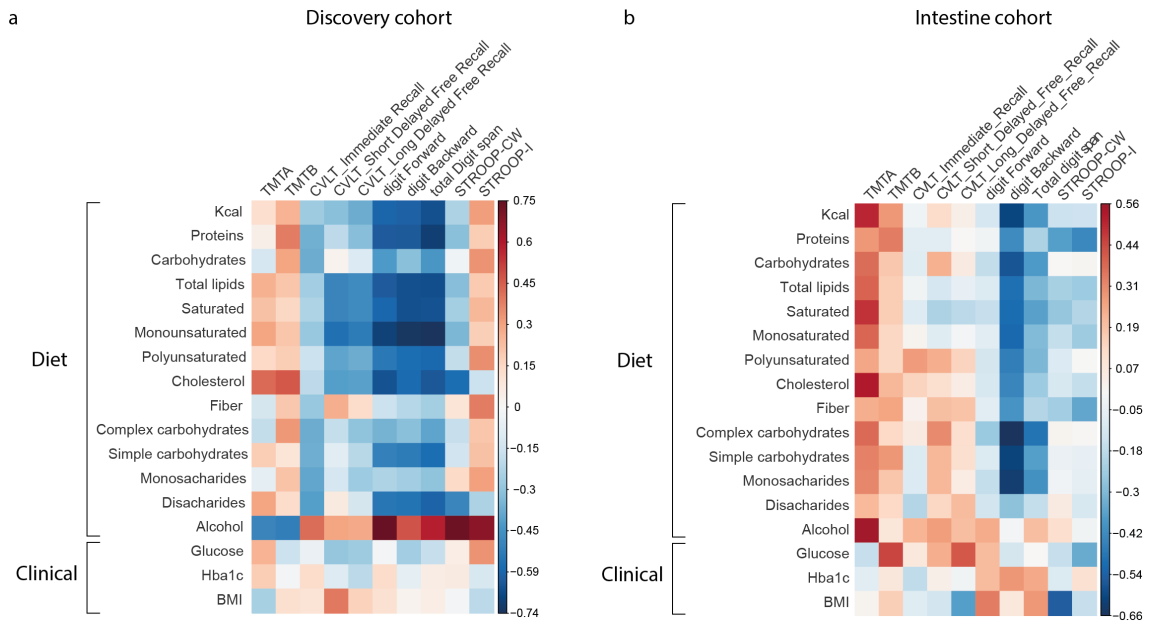 a
Discovery cohort
TMTA
TMTB
CVLT_Immediate Recall
CVLT_Short Delayed Free Recall
CVLT_Long Delayed Free Recall
digit Forward
digit Backward
total Digit span
STROOP-CW
STROOP-I
Diet
Kcal
Proteins
Carbohydrates
Total lipids
Saturated
Monounsaturated
Polyunsaturated
Cholesterol
Fiber
Complex carbohydrates
Simple carbohydrates
Monosacharides
Disacharides
Alcohol
Clinical
Glucose
Hba1c
BMI
0.75
0.6
0.45
0.3
0.15
0
−0.15
−0.3
−0.45
−0.59
−0.74
b
Intestine cohort
TMTA
TMTB
CVLT_Immediate_Recall
CVLT_Short_Delayed_Free_Recall
CVLT_Long_Delayed_Free_Recall
digit Forward
digit Backward
Total digit span
STROOP-CW
STROOP-I
Diet
Kcal
Proteins
Carbohydrates
Total lipids
Saturated
Monosaturated
Polyunsaturated
Cholesterol
Fiber
Complex carbohydrates
Simple carbohydrates
Monosacharides
Disacharides
Alcohol
Clinical
Glucose
Hba1c
BMI
0.56
0.44
0.31
0.19
0.07
−0.05
−0.18
−0.3
−0.42
−0.54
−0.66